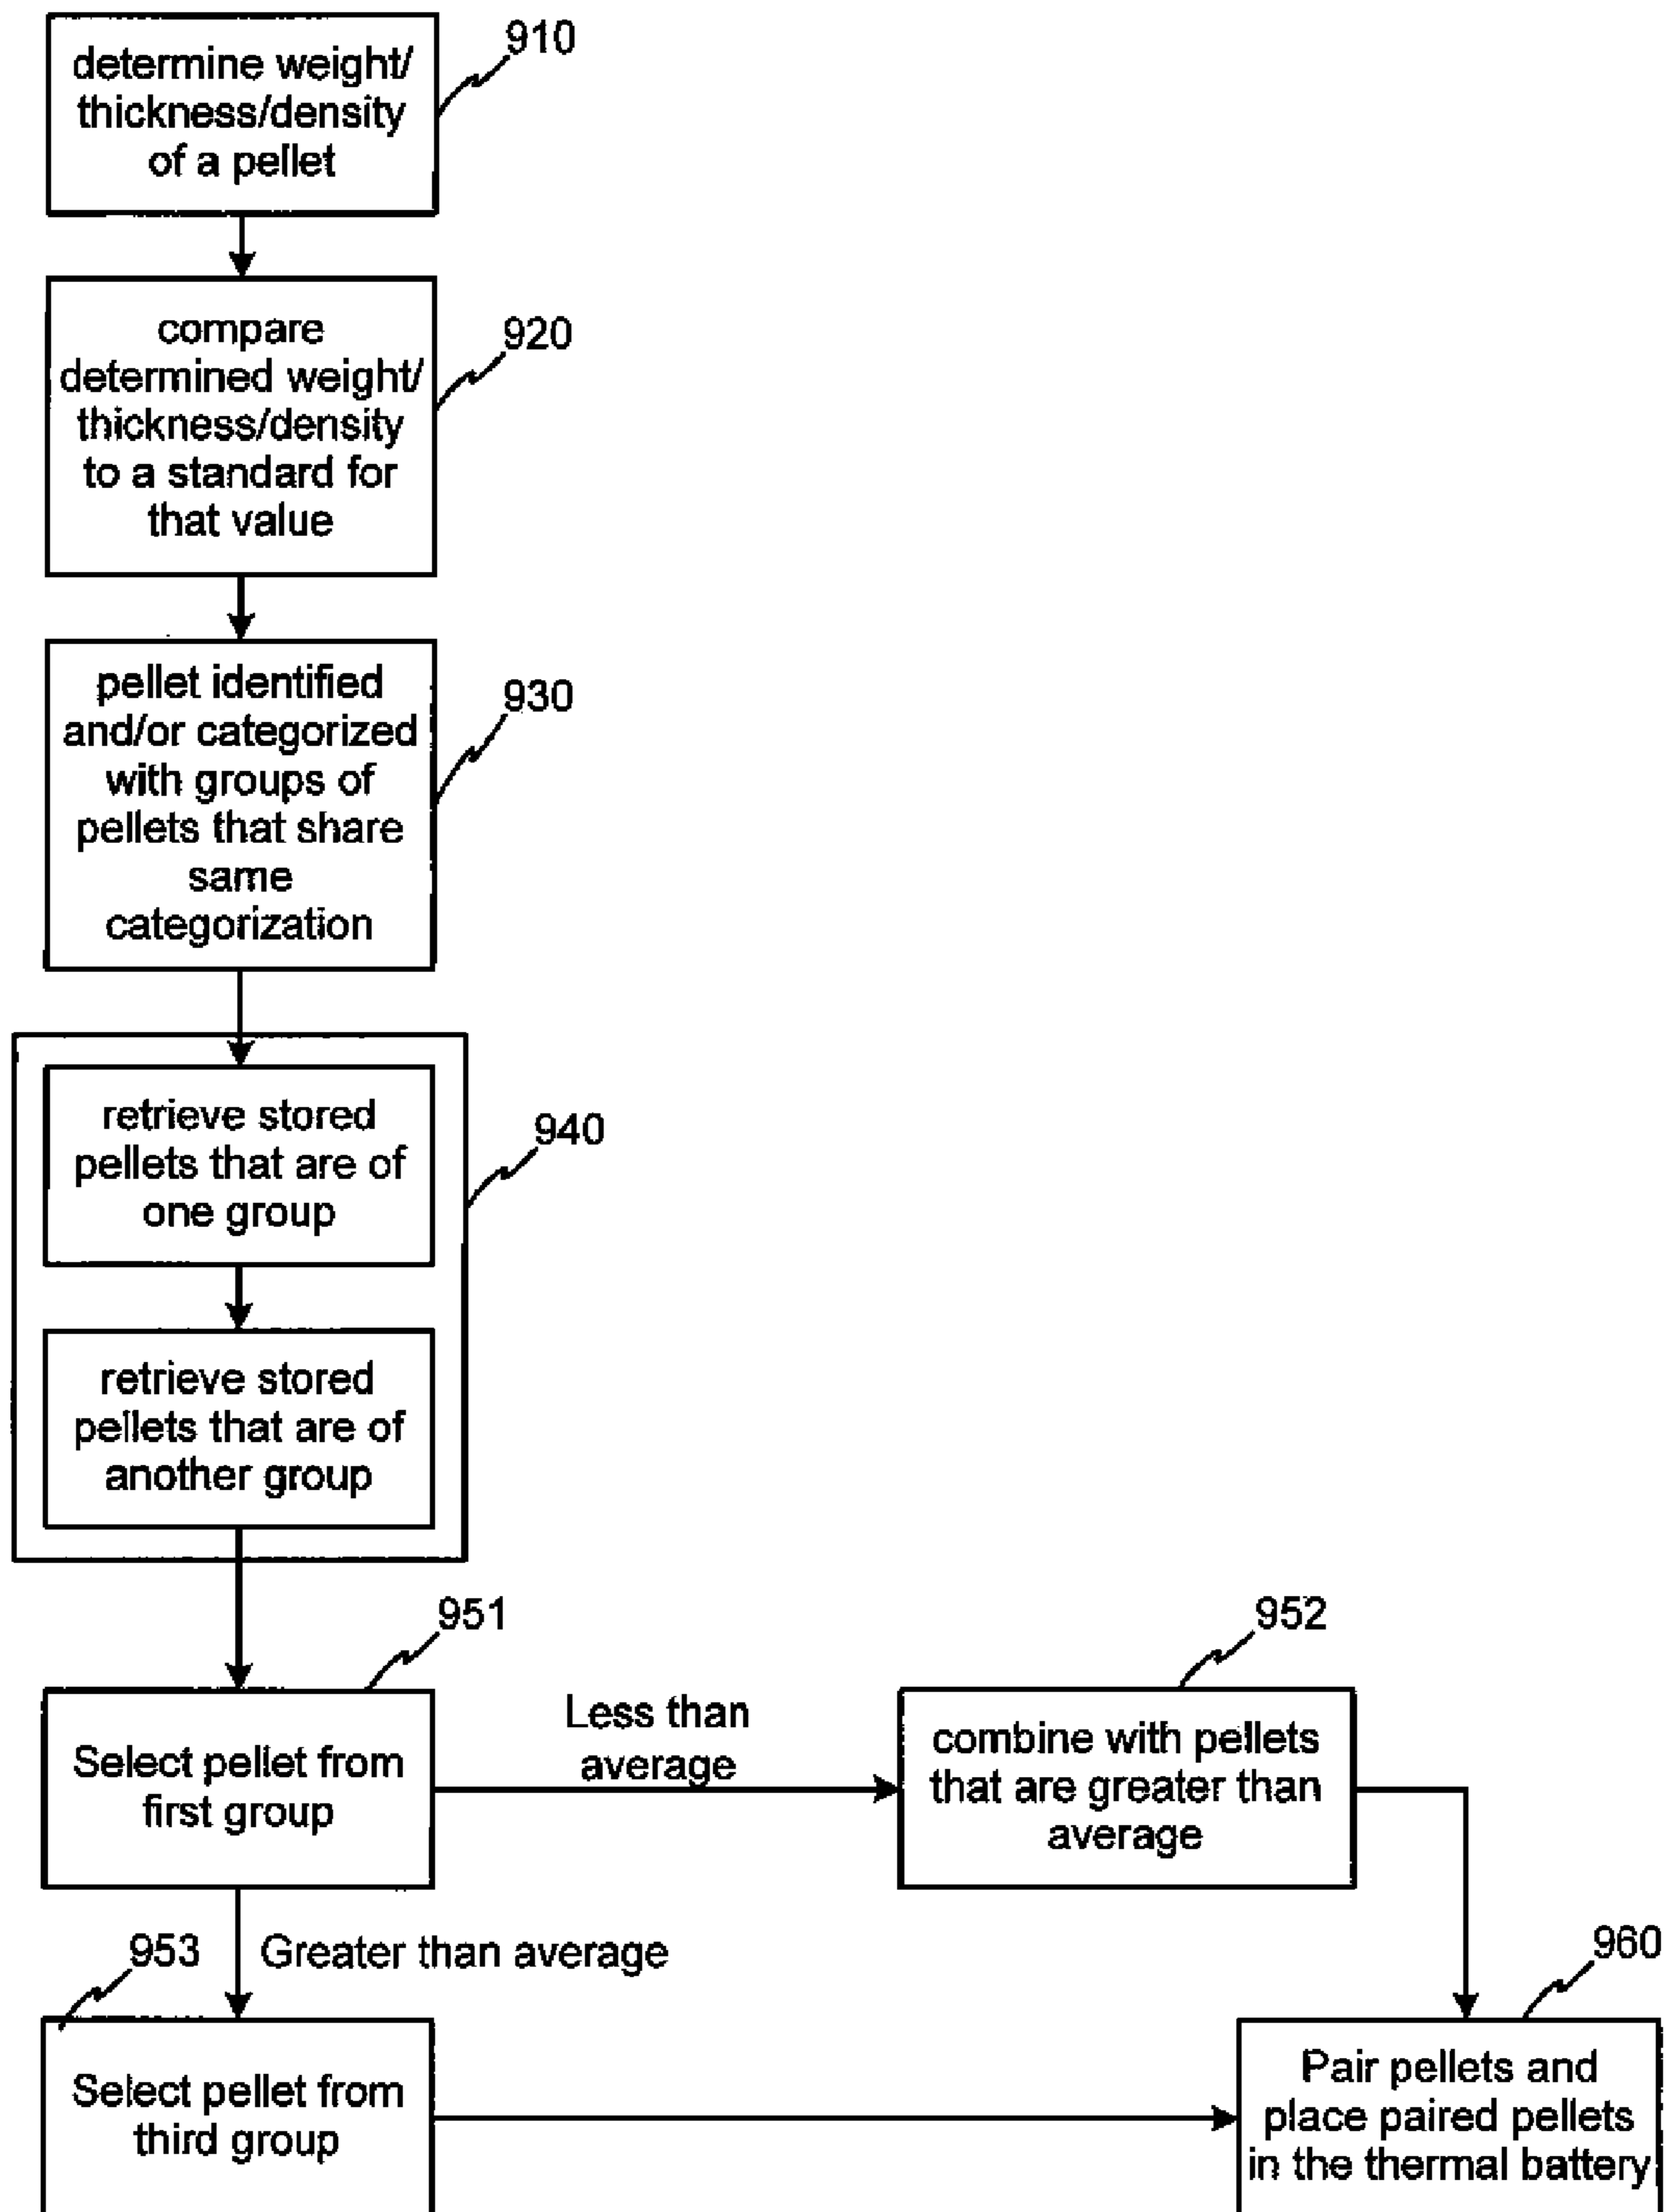 determine weight/
thickness/density
of a pellet
910
compare
determined weight/
thickness/density
to a standard for
that value
920
pellet identified
and/or categorized
with groups of
pellets that share
same
categorization
930
retrieve stored
pellets that are of
one group
940
retrieve stored
pellets that are of
another group
951
Select pellet from
first group
Less than
average
952
combine with pellets
that are greater than
average
953
Greater than average
Select pellet from
third group
960
Pair pellets and
place paired pellets
in the thermal battery